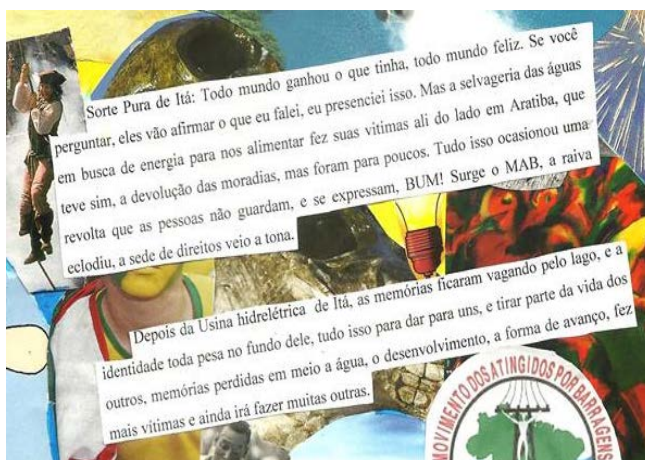 Sorte Pura de Itá: Todo mundo ganhou o que tinha, todo mundo feliz. Se você
perguntar, eles vão afirmar o que eu falei, eu presenciei isso. Mas a selvageria das águas
em busca de energia para nos alimentar fez suas vitimas ali do lado em Aratiba, que
teve sim, a devolução das moradias, mas foram para poucos. Tudo isso ocasionou uma
revolta que as pessoas não guardam, e se expressam, BUM! Surge o MAB, a raiva
eclodiu, a sede de direitos veio a tona.
Depois da Usina hidrelétrica de Itá, as memórias ficaram vagando pelo lago, e a
identidade toda pesa no fundo dele, tudo isso para dar para uns, e tirar parte da vida dos
outros, memórias perdidas em meio a água, o desenvolvimento, a forma de avanço, fez
mais vítimas e ainda irá fazer muitas outras.
MOVIMENTO DOS ATINGIDOS POR BARRAGENS